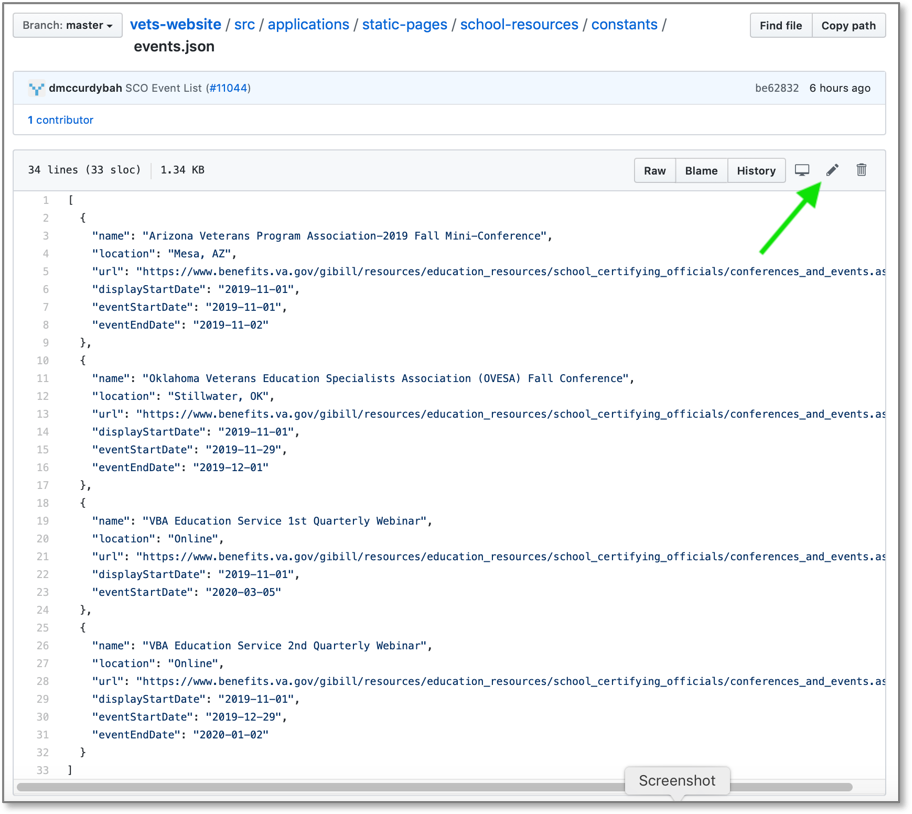 Branch: master vets-website / src / applications / static-pages / school-resources / constants / Find file Copy path
events.json
dmccurdybah SCO Event List (#11044) be62832 6 hours ago
1 contributor
34 lines (33 sloc) 1.34 KB Raw Blame History
1 [
2 {
3 "name": "Arizona Veterans Program Association-2019 Fall Mini-Conference",
4 "location": "Mesa, AZ",
5 "url": "https://www.benefits.va.gov/gibill/resources/education_resources/school_certifying_officials/conferences_and_events.as
6 "displayStartDate": "2019-11-01",
7 "eventStartDate": "2019-11-01",
8 "eventEndDate": "2019-11-02"
9 },
10 {
11 "name": "Oklahoma Veterans Education Specialists Association (OVESA) Fall Conference",
12 "location": "Stillwater, OK",
13 "url": "https://www.benefits.va.gov/gibill/resources/education_resources/school_certifying_officials/conferences_and_events.as
14 "displayStartDate": "2019-11-01",
15 "eventStartDate": "2019-11-29",
16 "eventEndDate": "2019-12-01"
17 },
18 {
19 "name": "VBA Education Service 1st Quarterly Webinar",
20 "location": "Online",
21 "url": "https://www.benefits.va.gov/gibill/resources/education_resources/school_certifying_officials/conferences_and_events.as
22 "displayStartDate": "2019-11-01",
23 "eventStartDate": "2020-03-05"
24 },
25 {
26 "name": "VBA Education Service 2nd Quarterly Webinar",
27 "location": "Online",
28 "url": "https://www.benefits.va.gov/gibill/resources/education_resources/school_certifying_officials/conferences_and_events.as
29 "displayStartDate": "2019-11-01",
30 "eventStartDate": "2019-12-29",
31 "eventEndDate": "2020-01-02"
32 }
33 ]
Screenshot